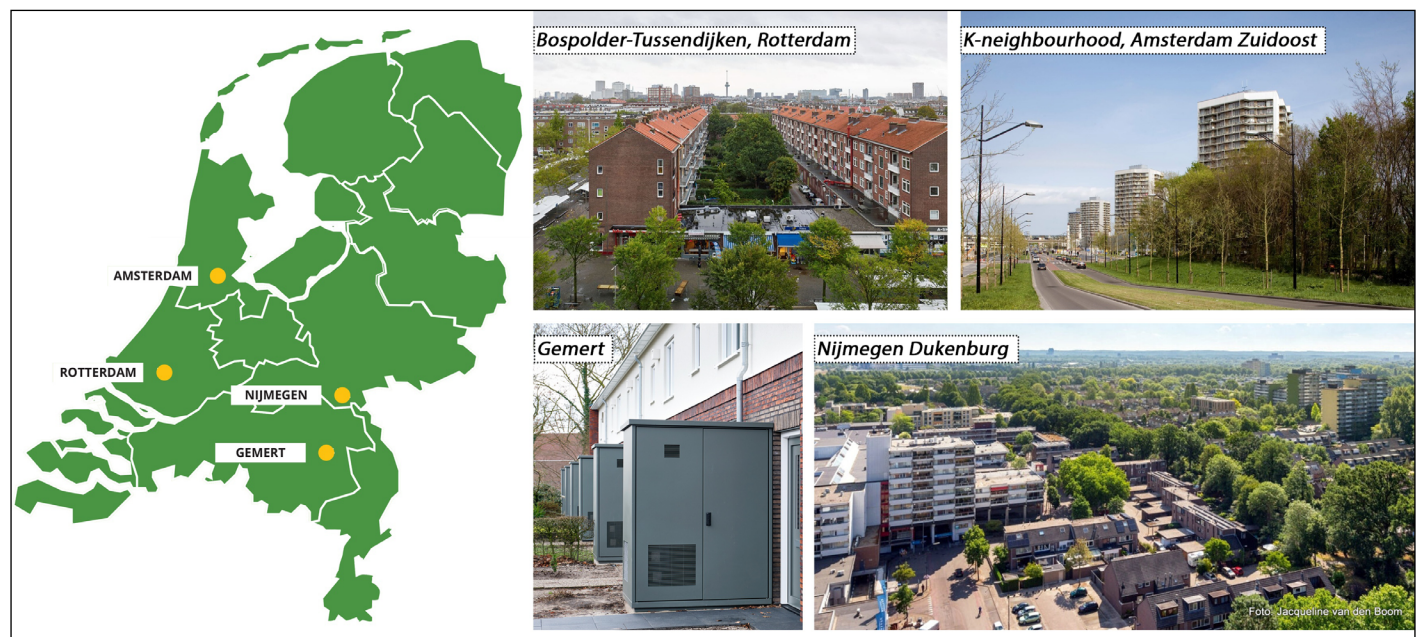 AMSTERDAM
ROTTERDAM
NIJMEGEN
GEMERT
Bospolder-Tussendijken, Rotterdam
K-neighbourhood, Amsterdam Zuidoost
Gemert
Nijmegen Dukenburg
Foto- Jacqueline van den Boom